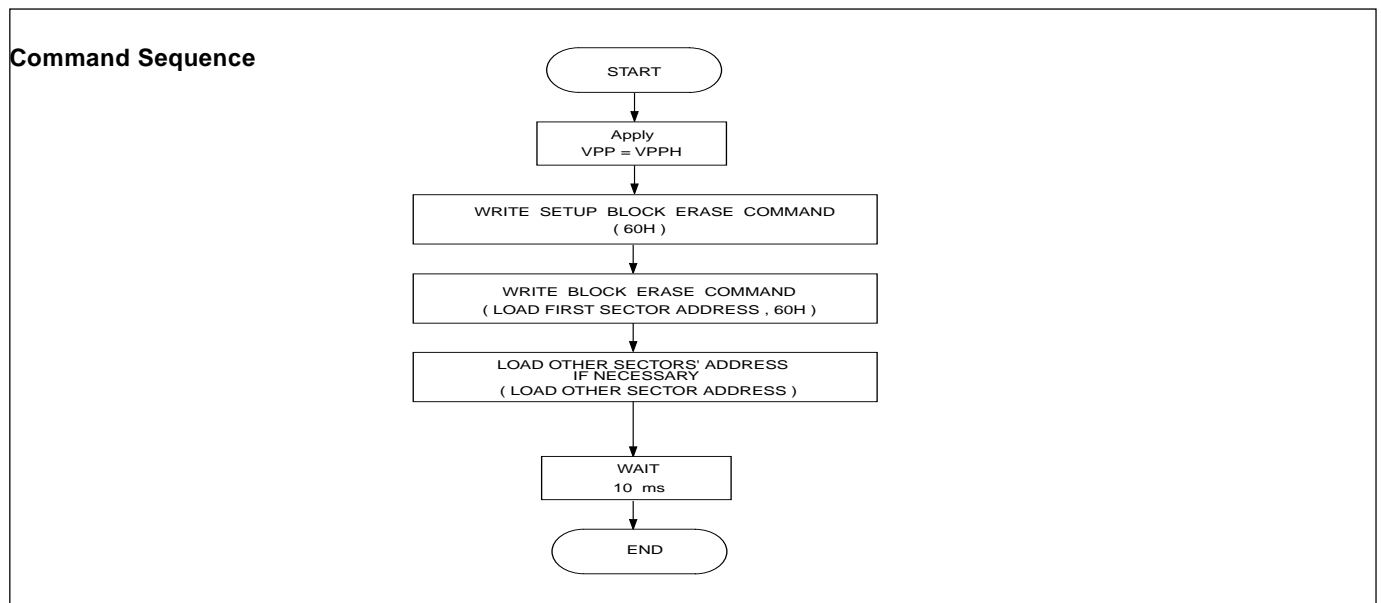 Command Sequence
START
Apply
VPP = VPPH
WRITE SETUP BLOCK ERASE COMMAND
( 60H )
WRITE BLOCK ERASE COMMAND
( LOAD FIRST SECTOR ADDRESS , 60H )
LOAD OTHER SECTORS' ADDRESS
IF NECESSARY
( LOAD OTHER SECTOR ADDRESS )
WAIT
10 ms
END